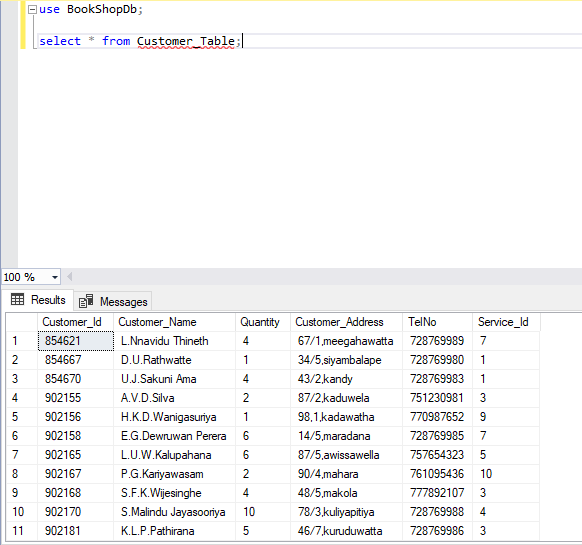 use BookShopDb;
select * from Customer_Table;
100 %
Results Messages
Customer_Id Customer_Name Quantity Customer_Address TelNo Service_Id
1 854621 L.Nnavidu Thineth 4 67/1,meegahawatta 728769989 7
2 854667 D.U.Rathwatte 1 34/5,siyambalape 728769980 1
3 854670 U.J.Sakuni Ama 4 43/2,kandy 728769983 1
4 902155 A.V.D.Silva 2 87/2,kaduwela 751230981 3
5 902156 H.K.D.Wanigasuriya 1 98,1,kadawatha 770987652 9
6 902158 E.G.Dewruwan Perera 6 14/5,maradana 728769985 7
7 902165 L.U.W.Kalupahana 6 87/5,awissawella 757654323 5
8 902167 P.G.Kariyawasam 2 90/4,mahara 761095436 10
9 902168 S.F.K.Wijesinghe 4 48/5,makola 777892107 3
10 902170 S.Malindu Jayasooriya 10 78/3,kuliyapitiya 728769988 4
11 902181 K.L.P.Pathirana 5 46/7,kuruduwatta 728769986 3